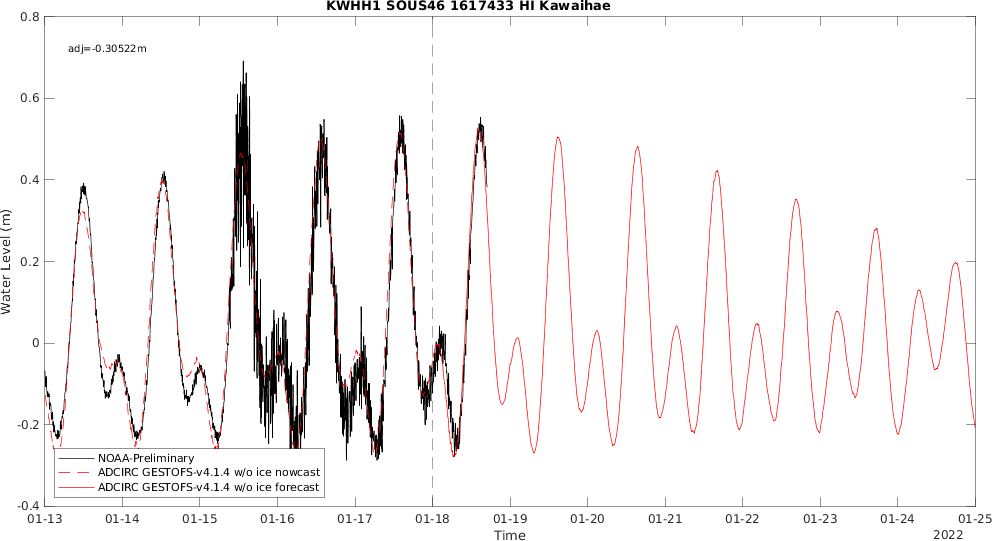 KWHH1 SOUS46 1617433 HI Kawaihae
adj=-0.30522m
0.8
0.6
0.4
0.2
0
-0.2
-0.4
Water Level (m)
NOAA-Preliminary
ADCIRC GESTOFS-v4.1.4 w/o ice nowcast
ADCIRC GESTOFS-v4.1.4 w/o ice forecast
01-13 01-14 01-15 01-16 01-17 01-18 01-19 01-20 01-21 01-22 01-23 01-24 01-25
Time
2022